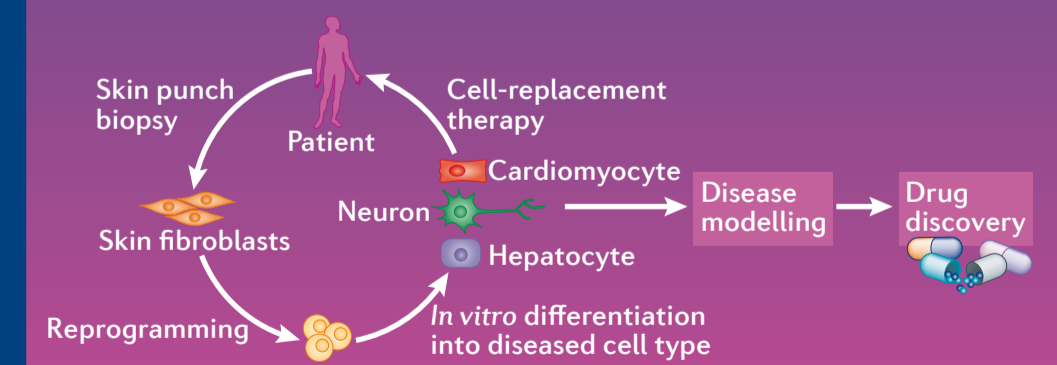 Skin punch
biopsy
Patient
Cell-replacement
therapy
Cardiomyocyte
Neuron
Hepatocyte
Skin fibroblasts
Disease
modelling
Drug
discovery
Reprogramming
In vitro differentiation
into diseased cell type